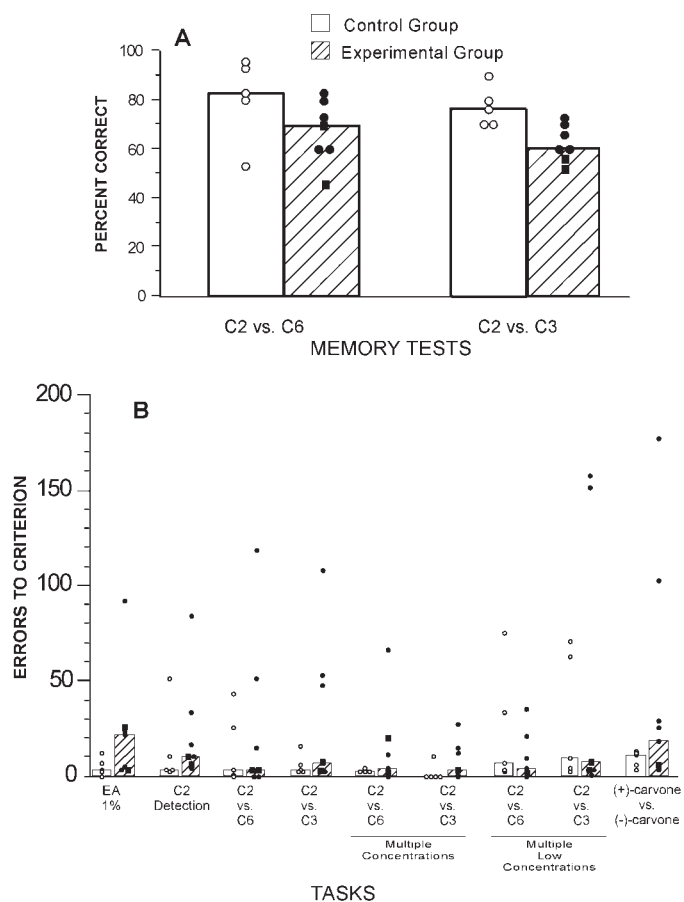 A
Control Group
Experimental Group
PERCENT CORRECT
100
80
60
40
20
0
C2 vs. C6
C2 vs. C3
MEMORY TESTS
B
ERRORS TO CRITERION
200
150
100
50
0
EA
1%
C2
Detection
C2
vs.
C6
C2
vs.
C3
C2
vs.
C6
C2
vs.
C3
C2
vs.
C6
C2
vs.
C3
(+)-carvone
vs.
(-)-carvone
Multiple
Concentrations
Multiple
Low
Concentrations
TASKS